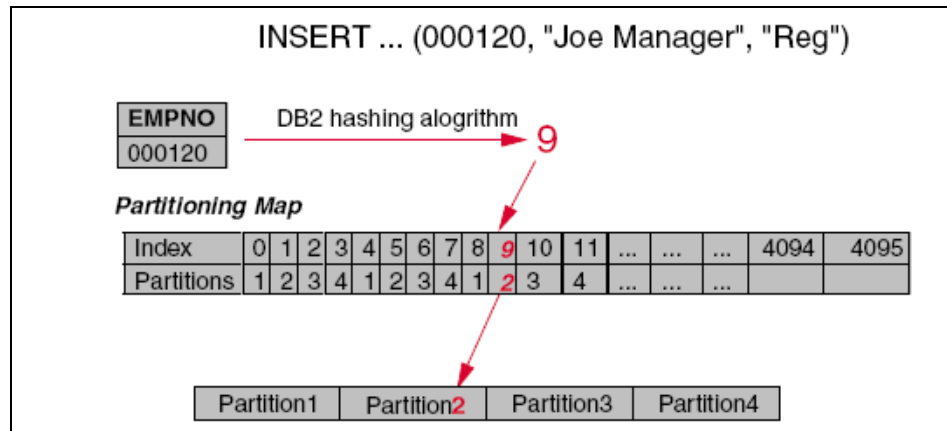 INSERT ... (000120, "Joe Manager", "Reg")
EMPNO
000120
DB2 hashing alogrithm
9
Partitioning Map
Index 0 1 2 3 4 5 6 7 8 9 10 11 ... ... ... 4094 4095
Partitions 1 2 3 4 1 2 3 4 1 2 3 4 ... ... ...
Partition1 Partition2 Partition3 Partition4